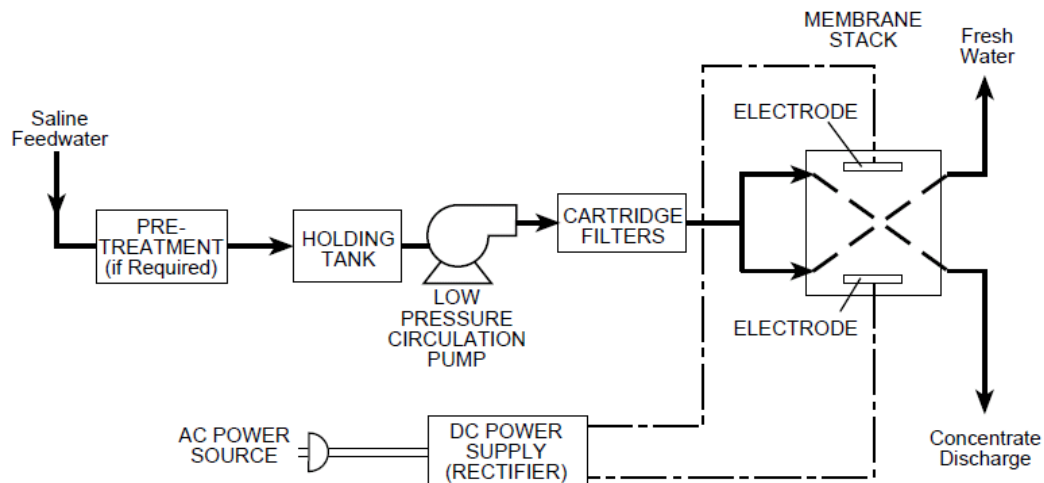 MEMBRANE
STACK
Fresh
Water
Saline
Feedwater
ELECTRODE
PRE-
TREATMENT
(if Required)
HOLDING
TANK
CARTRIDGE
FILTERS
LOW
PRESSURE
CIRCULATION
PUMP
ELECTRODE
AC POWER
SOURCE
DC POWER
SUPPLY
(RECTIFIER)
Concentrate
Discharge